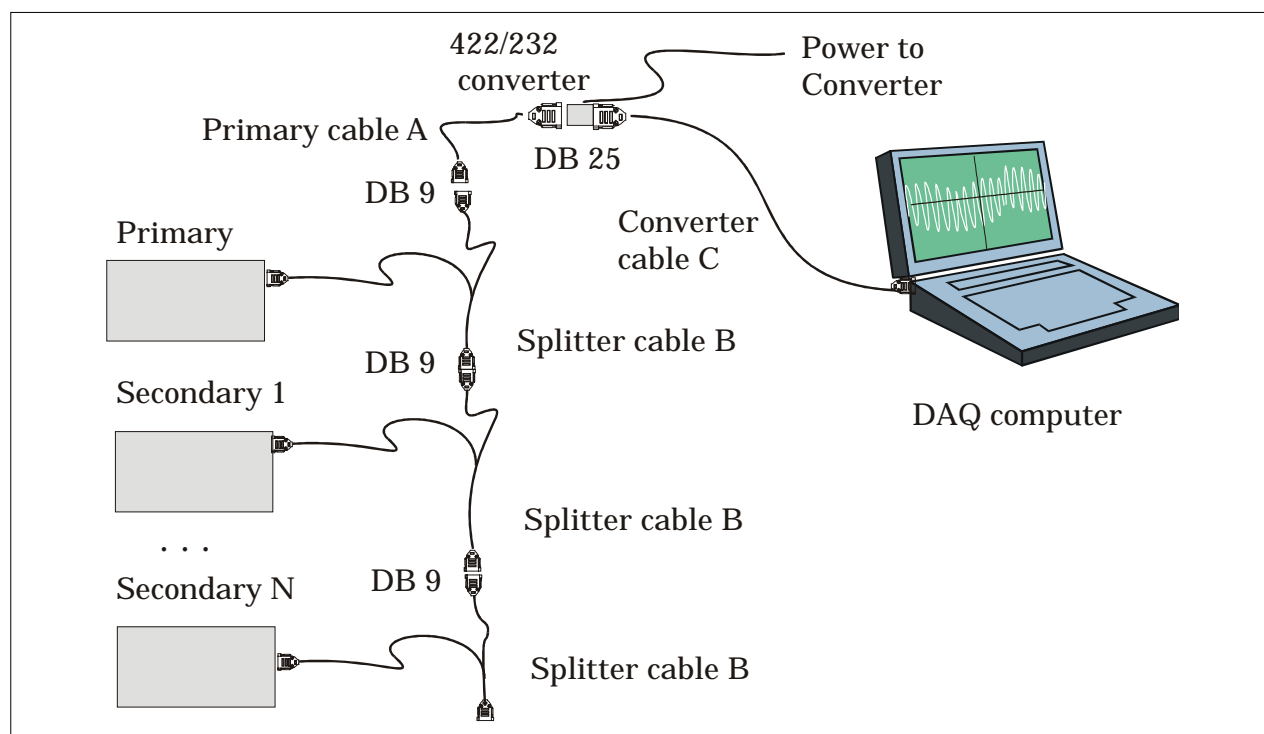 422/232
converter
Power to
Converter
Primary cable A
DB 25
DB 9
Primary
Converter
cable C
Splitter cable B
DB 9
Secondary 1
DAQ computer
Splitter cable B
. . .
DB 9
Secondary N
Splitter cable B